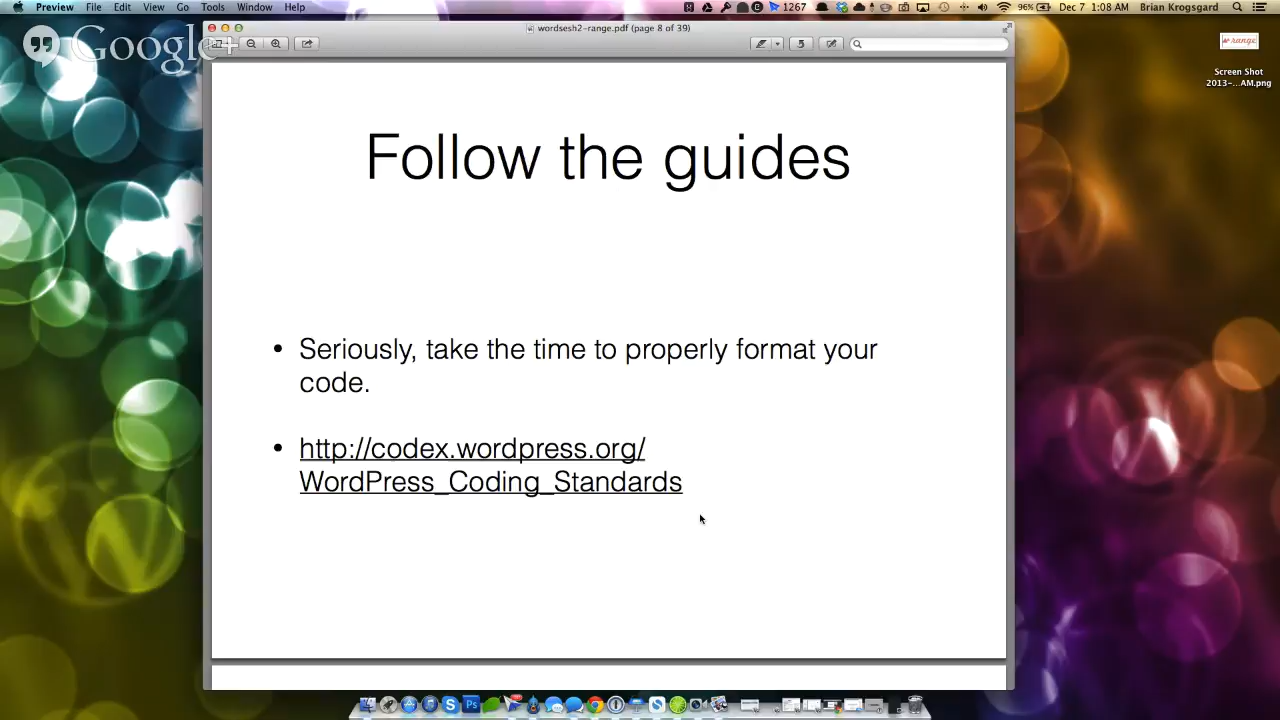 Preview File Edit View Go Tools Window Help 1267 96% Dec 7 1:08 AM Brian Krogsgard
Google+
wordsesh2-range.pdf (page 8 of 39)
range
Screen Shot
2013-...AM.png
Follow the guides
• Seriously, take the time to properly format your
code.
• http://codex.wordpress.org/
WordPress_Coding_Standards